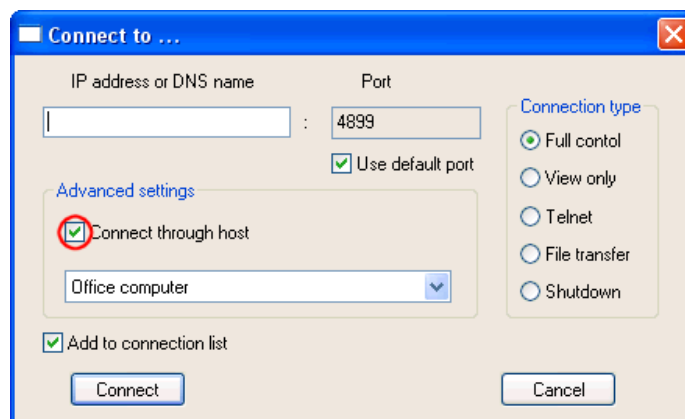 Connect to ...
IP address or DNS name
Port
:
4899
Use default port
Advanced settings
Connect through host
Office computer
Add to connection list
Connection type
Full contol
View only
Telnet
File transfer
Shutdown
Connect
Cancel